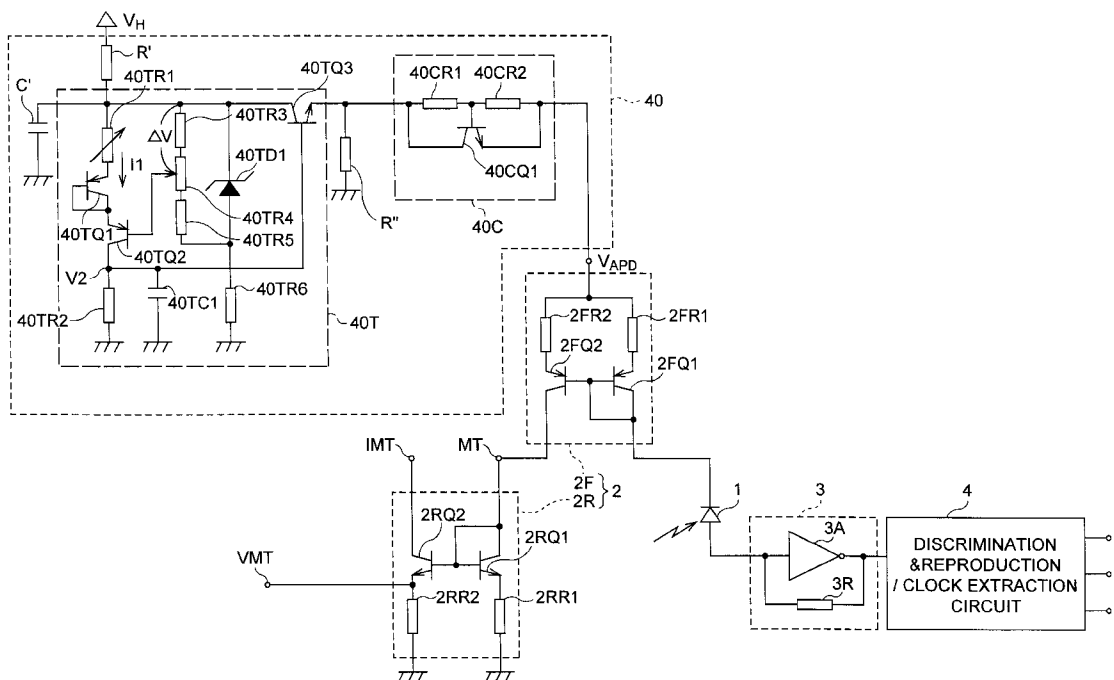 VH
R'
40TR1
C'
40TQ3
40CR1
40CR2
40
40TR3
ΔV
40TD1
I1
40CQ1
40TR4
40TQ1
40TR5
R"
40C
40TQ2
V2
40TR6
VAPD
40TR2
40TC1
40T
2FR2
2FR1
2FQ2
2FQ1
IMT
MT
2F
2R } 2
1
3
4
2RQ2
2RQ1
3A
VMT
DISCRIMINATION
&REPRODUCTION
/ CLOCK EXTRACTION
CIRCUIT
3R
2RR2
2RR1